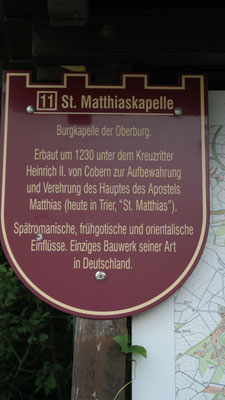 11 St. Matthiaskapelle
Burgkapelle der Oberburg.
Erbaut um 1230 unter dem Kreuzritter
Heinrich II. von Cobern zur Aufbewahrung
und Verehrung des Hauptes des Apostels
Matthias (heute in Trier, "St. Matthias").
Spätromanische, frühgotische und orientalische
Einflüsse. Einziges Bauwerk seiner Art
in Deutschland.